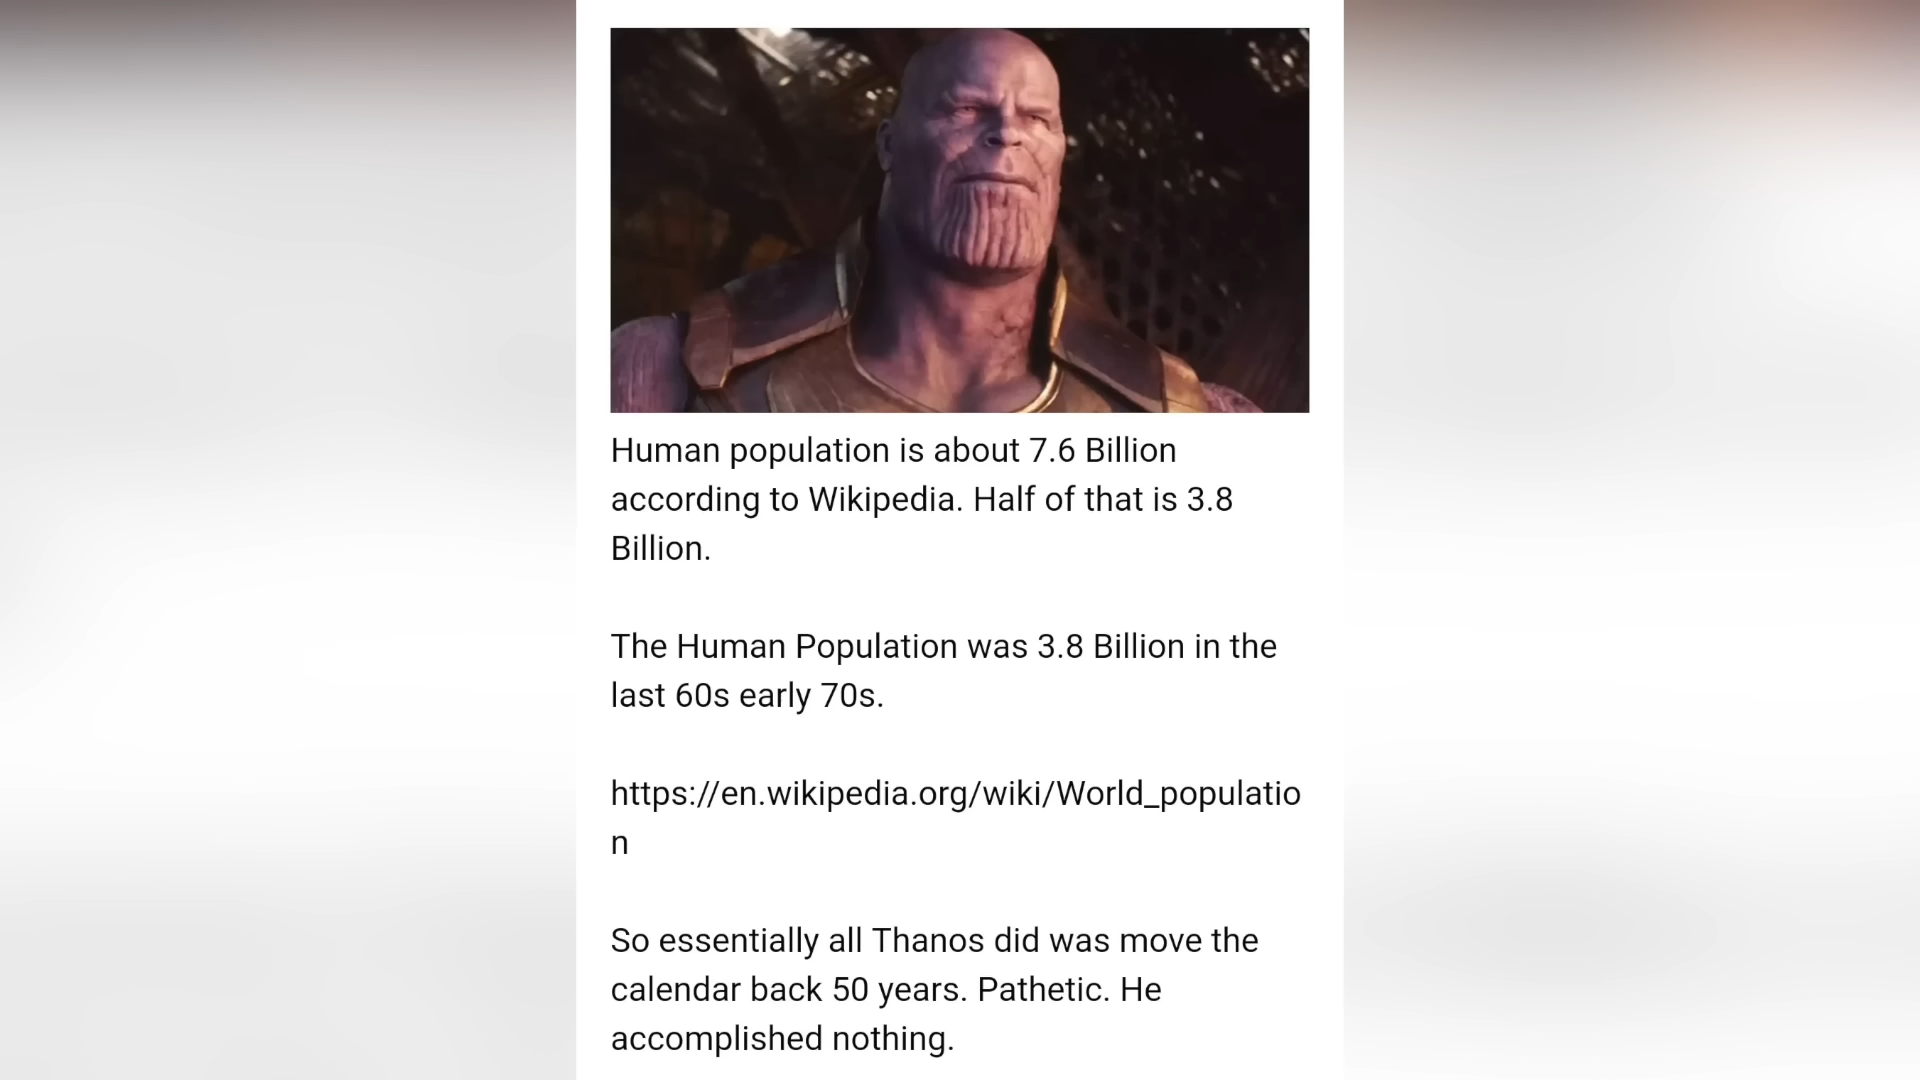 Human population is about 7.6 Billion
according to Wikipedia. Half of that is 3.8
Billion.
The Human Population was 3.8 Billion in the
last 60s early 70s.
https://en.wikipedia.org/wiki/World_populatio
n
So essentially all Thanos did was move the
calendar back 50 years. Pathetic. He
accomplished nothing.